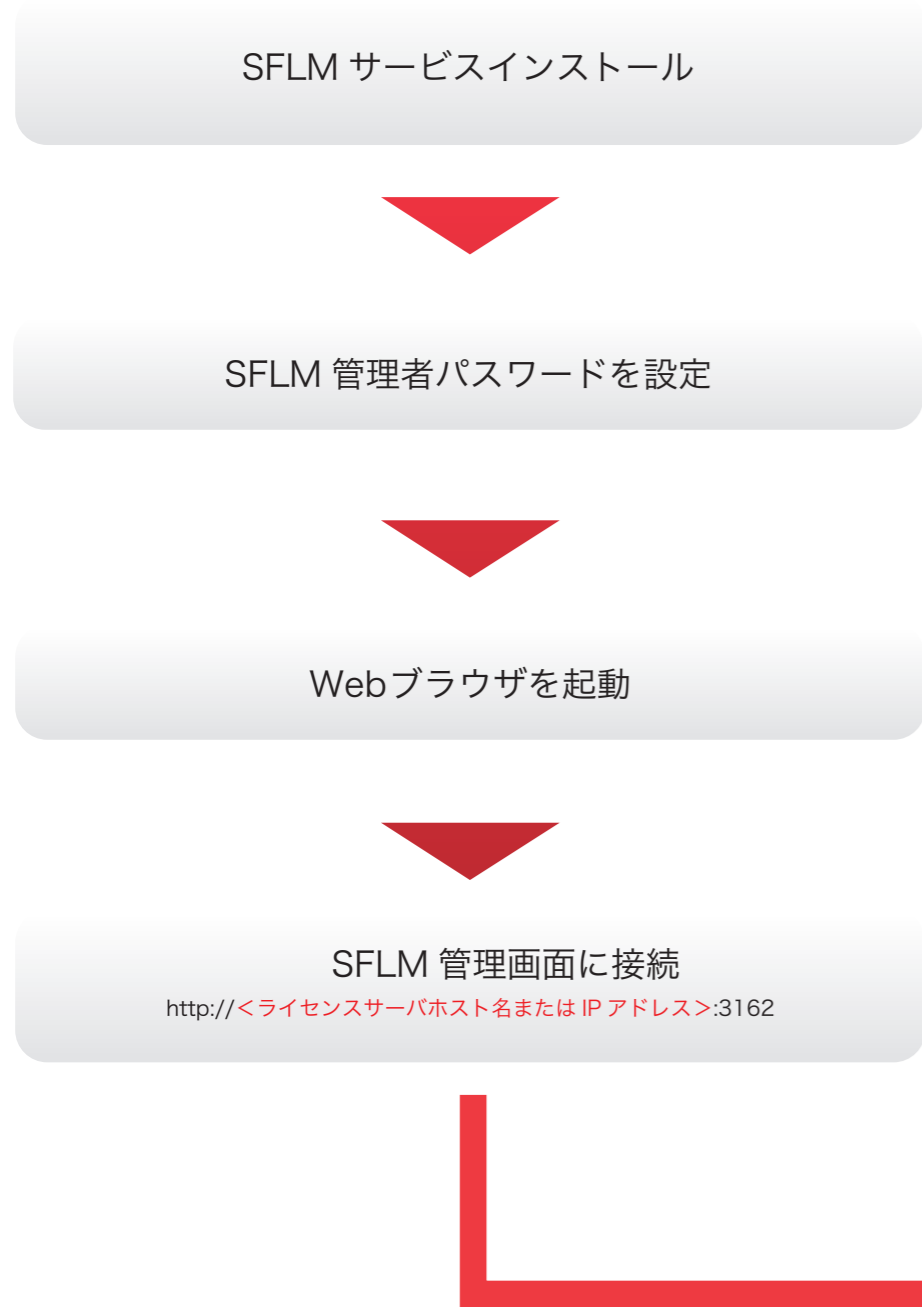 SFLM サービスインストール
SFLM 管理者パスワードを設定
Webブラウザを起動
SFLM 管理画面に接続
http://＜ライセンスサーバホスト名または IP アドレス＞:3162